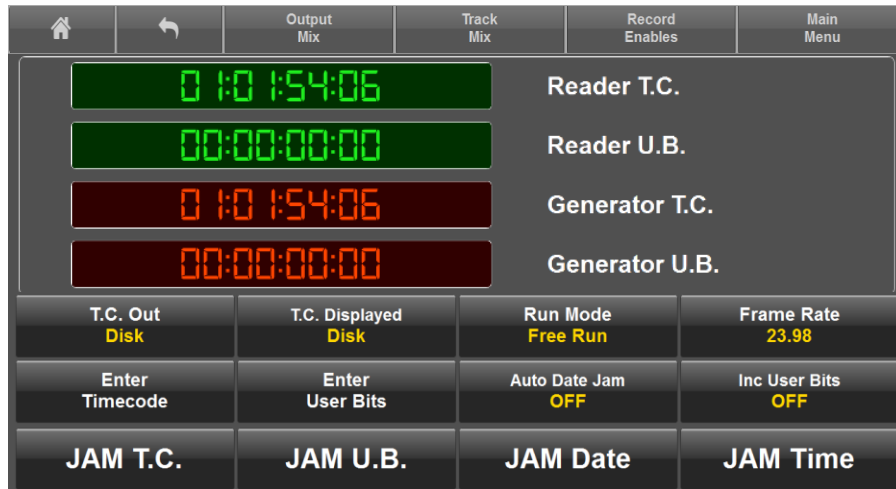 Output Mix
Track Mix
Record Enables
Main Menu
01:01:54:06 Reader T.C.
00:00:00:00 Reader U.B.
01:01:54:06 Generator T.C.
00:00:00:00 Generator U.B.
T.C. Out
Disk
T.C. Displayed
Disk
Run Mode
Free Run
Frame Rate
23.98
Enter
Timecode
Enter
User Bits
Auto Date Jam
OFF
Inc User Bits
OFF
JAM T.C.
JAM U.B.
JAM Date
JAM Time